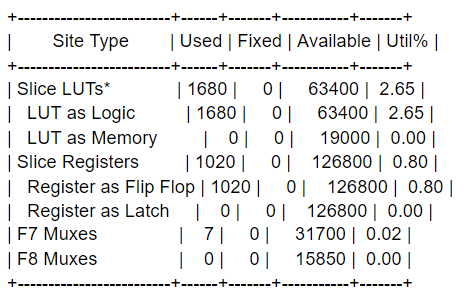 +-------------------------+------+-------+-----------+-------+
| Site Type | Used | Fixed | Available | Util% |
+-------------------------+------+-------+-----------+-------+
| Slice LUTs* | 1680 | 0 | 63400 | 2.65 |
| LUT as Logic | 1680 | 0 | 63400 | 2.65 |
| LUT as Memory | 0 | 0 | 19000 | 0.00 |
| Slice Registers | 1020 | 0 | 126800 | 0.80 |
| Register as Flip Flop | 1020 | 0 | 126800 | 0.80 |
| Register as Latch | 0 | 0 | 126800 | 0.00 |
| F7 Muxes | 7 | 0 | 31700 | 0.02 |
| F8 Muxes | 0 | 0 | 15850 | 0.00 |
+-------------------------+------+-------+-----------+-------+